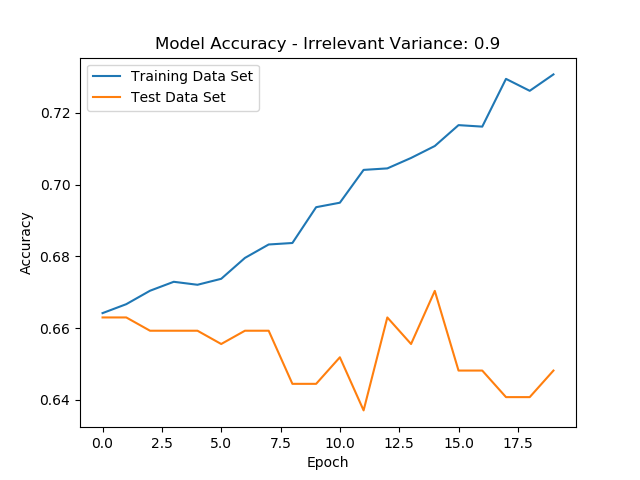 Model Accuracy - Irrelevant Variance: 0.9
Training Data Set
Test Data Set
0.72
0.70
0.68
0.66
0.64
Accuracy
0.0 2.5 5.0 7.5 10.0 12.5 15.0 17.5
Epoch